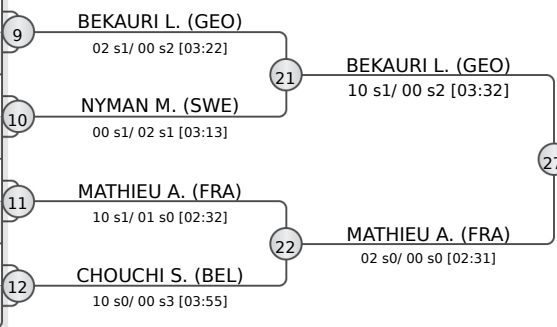 9
BEKAURI L. (GEO)
02 s1/ 00 s2 [03:22]
21
BEKAURI L. (GEO)
10 s1/ 00 s2 [03:32]
10
NYMAN M. (SWE)
00 s1/ 02 s1 [03:13]
27
11
MATHIEU A. (FRA)
10 s1/ 01 s0 [02:32]
22
MATHIEU A. (FRA)
02 s0/ 00 s0 [02:31]
12
CHOUCHI S. (BEL)
10 s0/ 00 s3 [03:55]